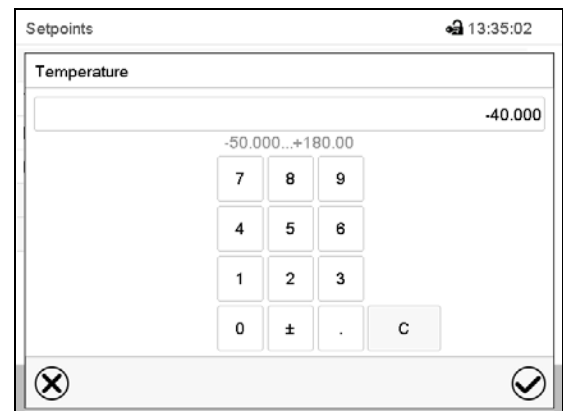 Setpoints 13:35:02
Temperature
-40.000
-50.000...+180.00
7 8 9
4 5 6
1 2 3
0 ± . C